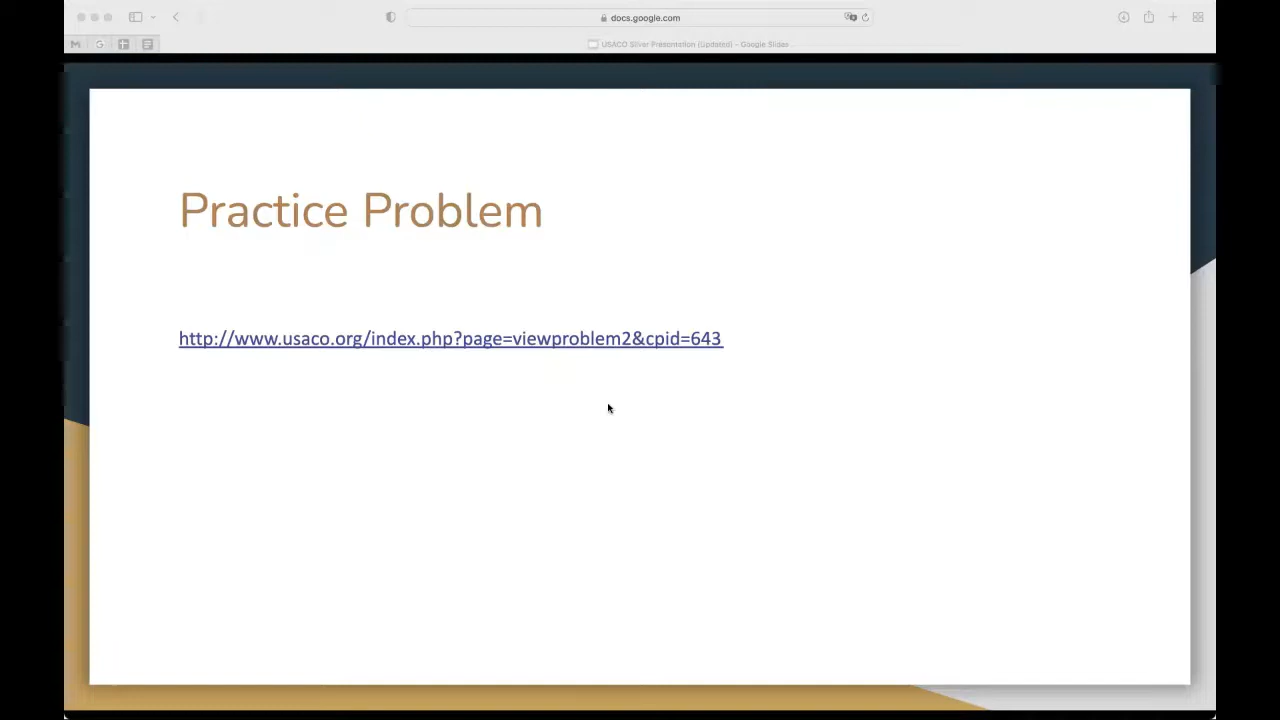 docs.google.com
USACO Silver Presentation (Updated) - Google Slides
Practice Problem
http://www.usaco.org/index.php?page=viewproblem2&cpid=643